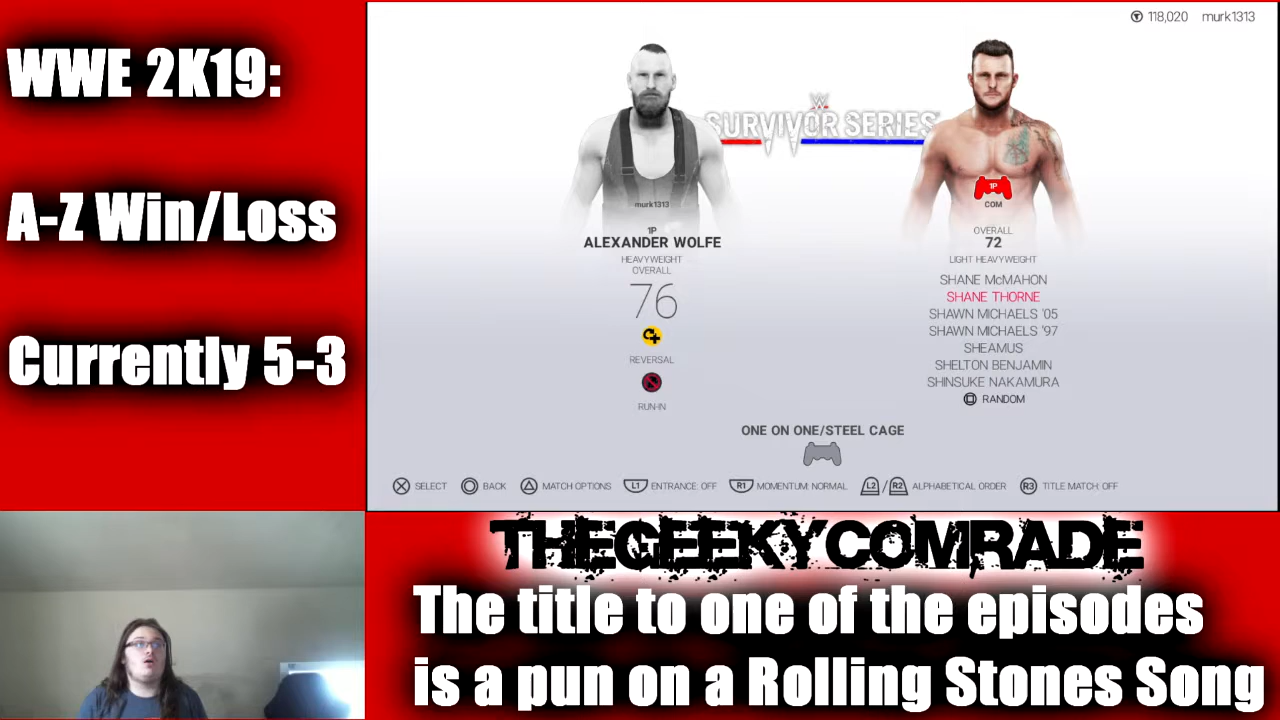 WWE 2K19:
A-Z Win/Loss
Currently 5-3
118,020 murk1313
W
SURVIVOR SERIES
murk1313
1P
ALEXANDER WOLFE
HEAVYWEIGHT
OVERALL
76
REVERSAL
RUN-IN
1P
COM
OVERALL
72
LIGHT HEAVYWEIGHT
SHANE McMAHON
SHANE THORNE
SHAWN MICHAELS '05
SHAWN MICHAELS '97
SHEAMUS
SHELTON BENJAMIN
SHINSUKE NAKAMURA
RANDOM
ONE ON ONE/STEEL CAGE
SELECT BACK MATCH OPTIONS L1 ENTRANCE: OFF R1 MOMENTUM: NORMAL L2 / R2 ALPHABETICAL ORDER R3 TITLE MATCH: OFF
THEGEEKYCOMRADE
The title to one of the episodes
is a pun on a Rolling Stones Song